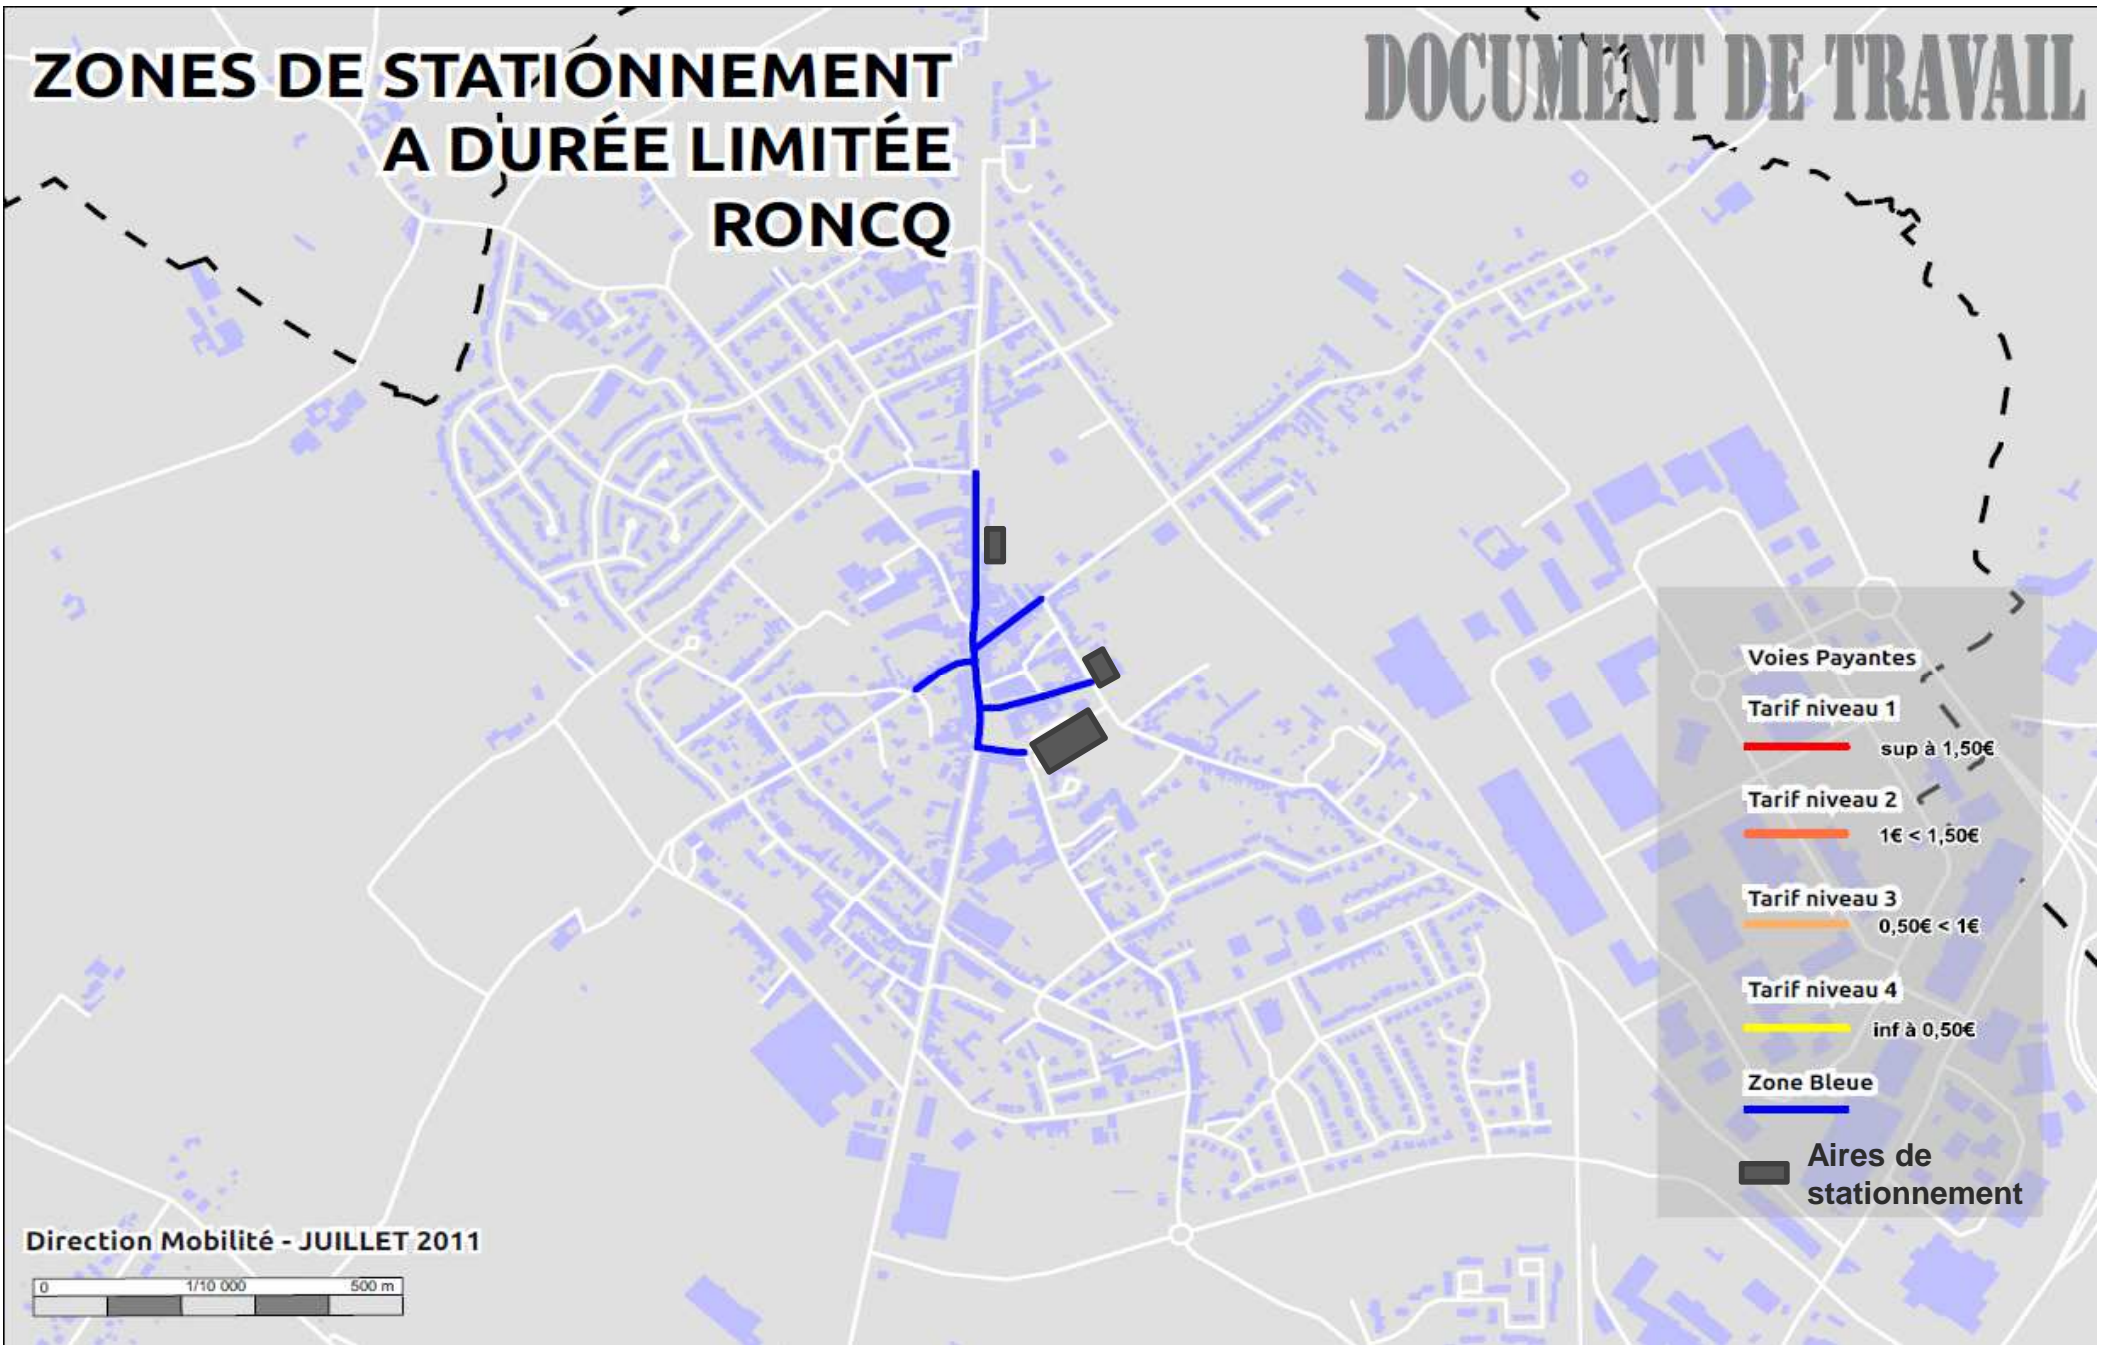 ZONES DE STATIONNEMENT
A DURÉE LIMITÉE
RONCQ
DOCUMENT DE TRAVAIL
Voies Payantes
Tarif niveau 1
sup à 1,50€
Tarif niveau 2
1€ < 1,50€
Tarif niveau 3
0,50€ < 1€
Tarif niveau 4
inf à 0,50€
Zone Bleue
Aires de
stationnement
Direction Mobilité - JUILLET 2011
0 1/10 000 500 m